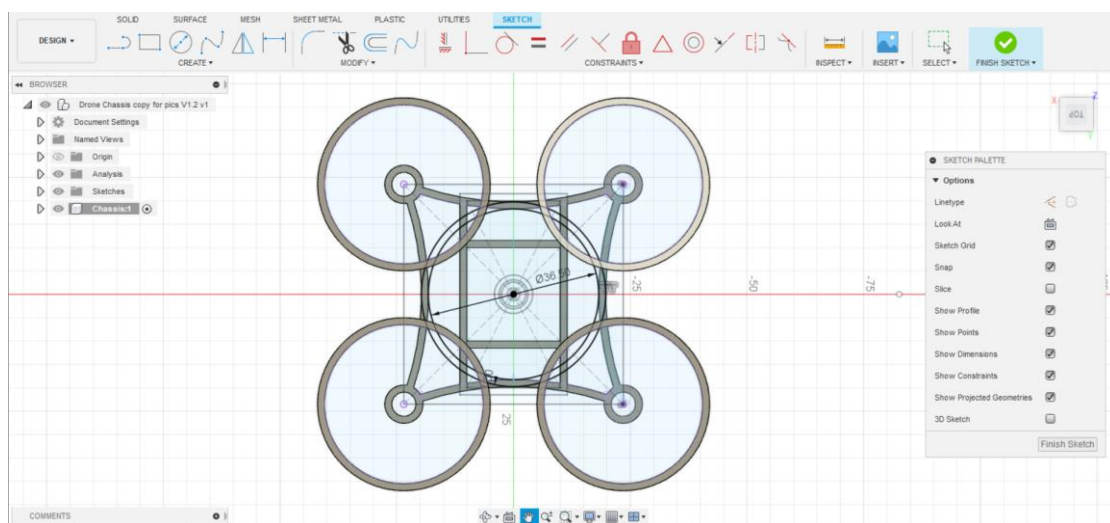 SOLID SURFACE MESH SHEET METAL PLASTIC UTILITIES SKETCH
DESIGN
CREATE MODIFY CONSTRAINTS INSPECT INSERT SELECT FINISH SKETCH
BROWSER
Drone Chassis copy for pics V1.2 v1
Document Settings
Named Views
Origin
Analysis
Sketches
Chassis:1
X
Z
TOP
Y
SKETCH PALETTE
Options
Linetype
Look At
Sketch Grid
Snap
Slice
Show Profile
Show Points
Show Dimensions
Show Constraints
Show Projected Geometries
3D Sketch
Finish Sketch
Ø36.50
-25
-50
-75
25
COMMENTS